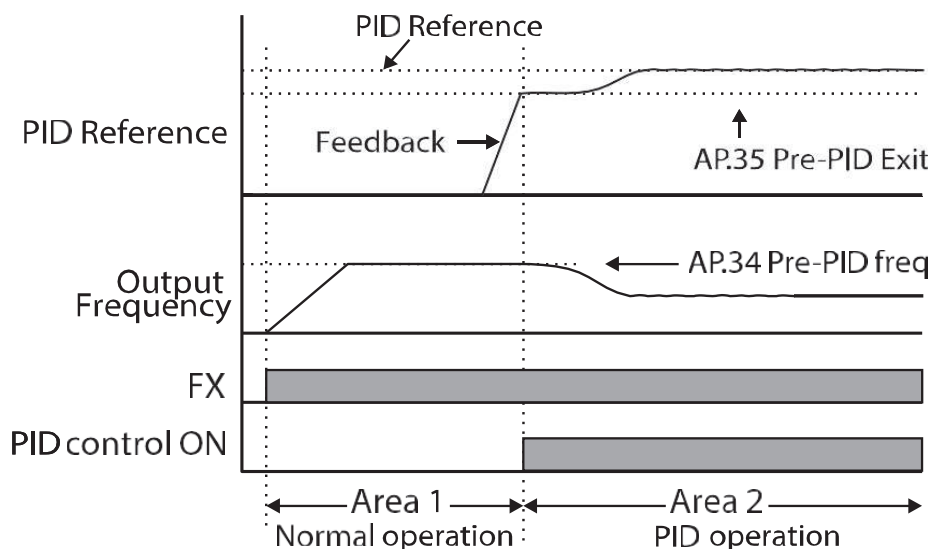 PID Reference
PID Reference
Feedback
AP.35 Pre-PID Exit
AP.34 Pre-PID freq
Output
Frequency
FX
PID control ON
Area 1
Area 2
Normal operation
PID operation